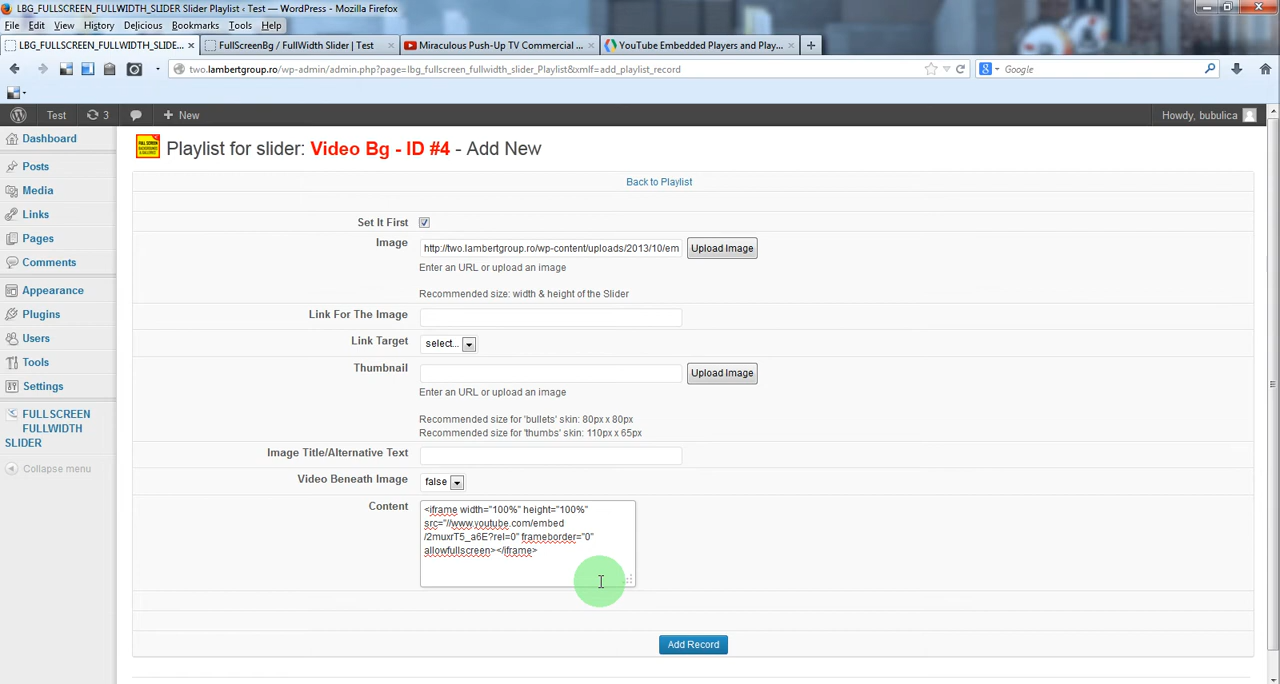 LBG_FULLSCREEN_FULLWIDTH_SLIDER Slider Playlist ‹ Test — WordPress - Mozilla Firefox
File Edit View History Delicious Bookmarks Tools Help
LBG_FULLSCREEN_FULLWIDTH_SLIDE...
FullScreenBg / FullWidth Slider | Test
Miraculous Push-Up TV Commercial ...
YouTube Embedded Players and Play...
two.lambertgroup.ro/wp-admin/admin.php?page=lbg_fullscreen_fullwidth_slider_Playlist&xmlf=add_playlist_record
Google
Test 3 New
Howdy, bubulica
Dashboard
Posts
Media
Links
Pages
Comments
Appearance
Plugins
Users
Tools
Settings
FULLSCREEN
FULLWIDTH
SLIDER
Collapse menu
FULL SCREEN
Playlist for slider: Video Bg - ID #4 - Add New
Back to Playlist
Set It First
Image http://two.lambertgroup.ro/wp-content/uploads/2013/10/em Upload Image
Enter an URL or upload an image
Recommended size: width & height of the Slider
Link For The Image
Link Target select...
Thumbnail Upload Image
Enter an URL or upload an image
Recommended size for 'bullets' skin: 80px x 80px
Recommended size for 'thumbs' skin: 110px x 65px
Image Title/Alternative Text
Video Beneath Image false
Content
<iframe width="100%" height="100%"
src="//www.youtube.com/embed
/2muxrT5_a6E?rel=0" frameborder="0"
allowfullscreen></iframe>
Add Record